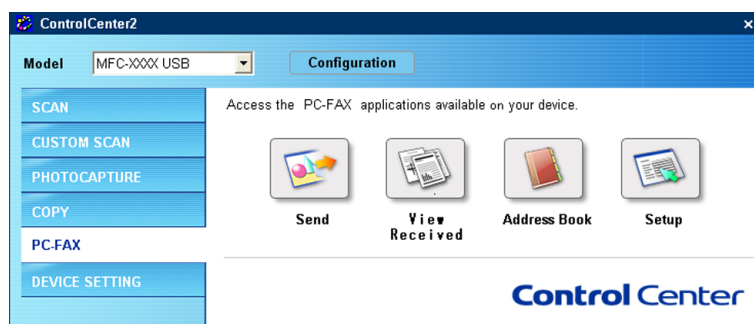 ControlCenter2
Model MFC-XXXX USB Configuration
SCAN
CUSTOM SCAN
PHOTOCAPTURE
COPY
PC-FAX
DEVICE SETTING
Access the PC-FAX applications available on your device.
Send
View
Received
Address Book
Setup
Control Center